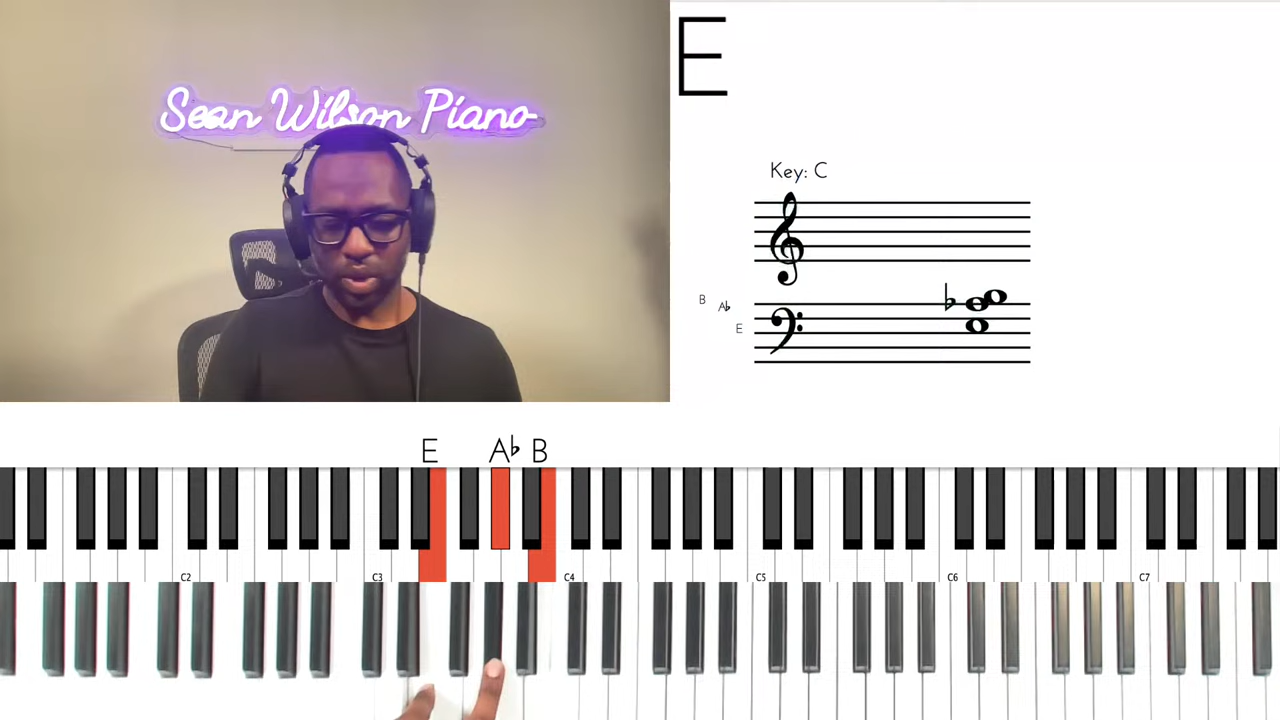 Sean Wilson Piano
E
Key: C
B
A♭
E
E A♭ B
C2 C3 C4 C5 C6 C7